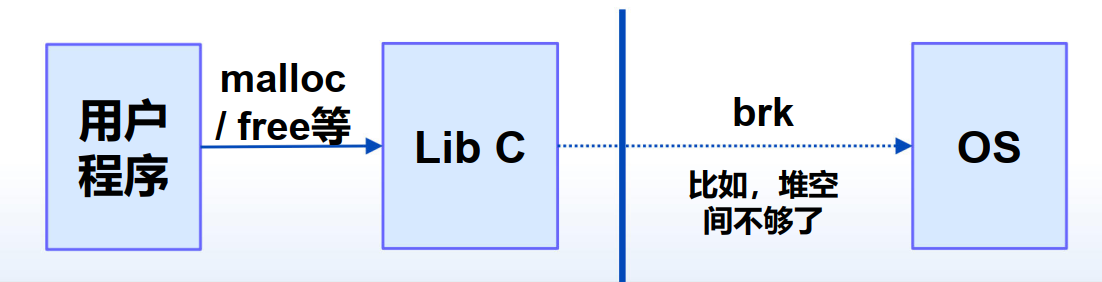 用户
程序
malloc
/ free等
Lib C
brk
比如，堆空
间不够了
OS